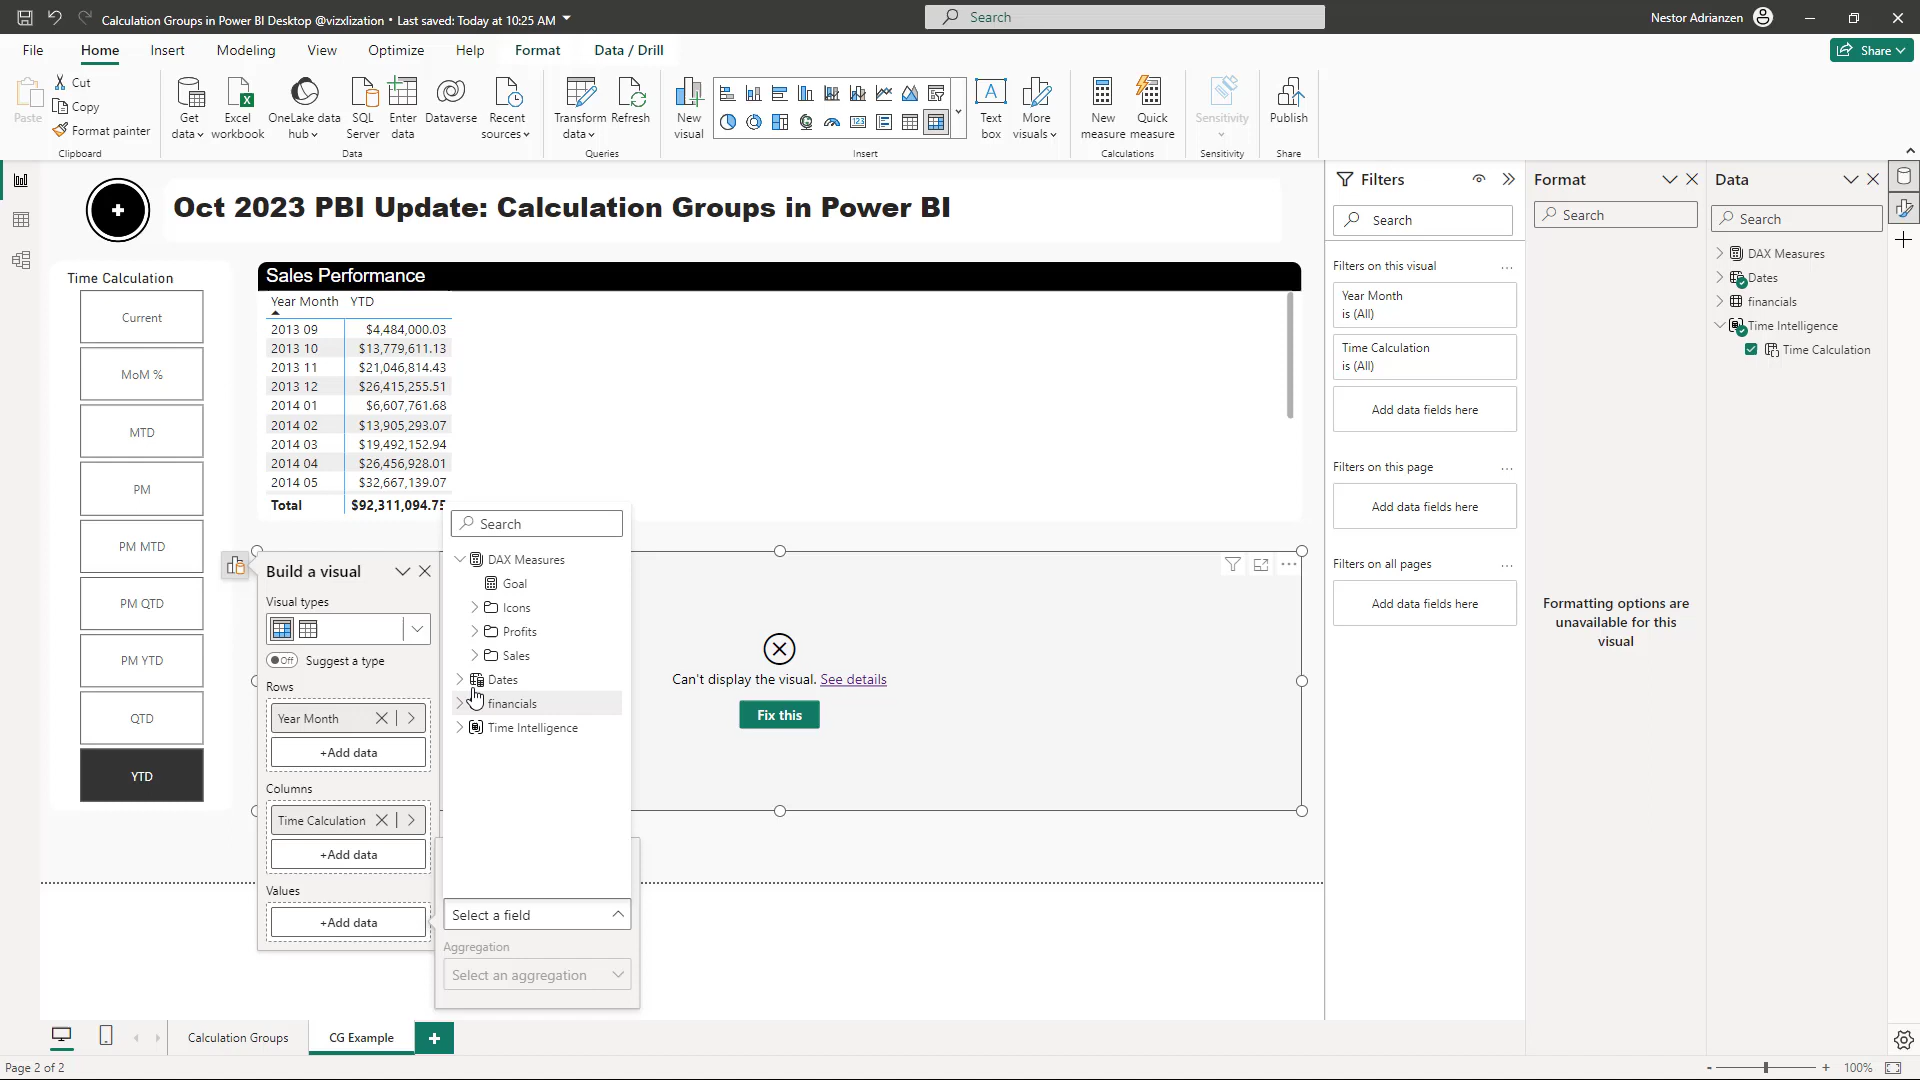 Calculation Groups in Power BI Desktop @vizxlization • Last saved: Today at 10:25 AM
Search
Nestor Adrianzen
File
Home
Insert
Modeling
View
Optimize
Help
Format
Data / Drill
Share
Paste
Cut
Copy
Format painter
Clipboard
Get data
Excel workbook
OneLake data hub
SQL Server
Enter data
Dataverse
Recent sources
Data
Transform data
Refresh
Queries
New visual
Text box
More visuals
Insert
New measure
Quick measure
Calculations
Sensitivity
Sensitivity
Publish
Share
Oct 2023 PBI Update: Calculation Groups in Power BI
Time Calculation
Current
MoM %
MTD
PM
PM MTD
PM QTD
PM YTD
QTD
YTD
Sales Performance
Year Month YTD
2013 09 $4,484,000.03
2013 10 $13,779,611.13
2013 11 $21,046,814.43
2013 12 $26,415,255.51
2014 01 $6,607,761.68
2014 02 $13,905,293.07
2014 03 $19,492,152.94
2014 04 $26,456,928.01
2014 05 $32,667,139.07
Total $92,311,094.75
Build a visual
Visual types
Off Suggest a type
Rows
Year Month
+Add data
Columns
Time Calculation
+Add data
Values
+Add data
Search
DAX Measures
Goal
Icons
Profits
Sales
Dates
financials
Time Intelligence
Select a field
Aggregation
Select an aggregation
Can't display the visual. See details
Fix this
Filters
Search
Filters on this visual
Year Month
is (All)
Time Calculation
is (All)
Add data fields here
Filters on this page
Add data fields here
Filters on all pages
Add data fields here
Format
Search
Formatting options are
unavailable for this
visual
Data
Search
DAX Measures
Dates
financials
Time Intelligence
Time Calculation
Calculation Groups
CG Example
Page 2 of 2
100%